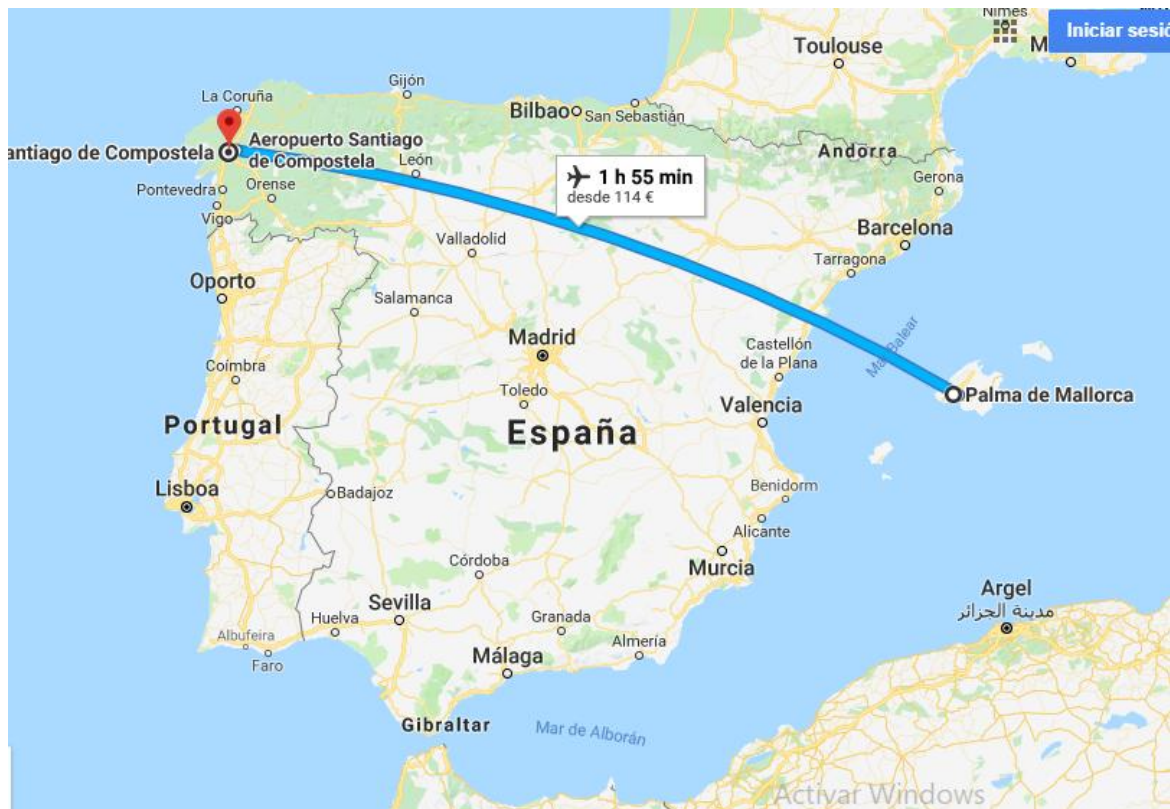 Nimes
Iniciar sesió
Toulouse
M
Gijón
La Coruña
Bilbao
San Sebastián
Aeropuerto Santiago
de Compostela
antiago de Compostela
León
Andorra
1 h 55 min
desde 114 €
Pontevedra
Orense
Gerona
Vigo
Barcelona
Valladolid
Tarragona
Oporto
Salamanca
Madrid
Castellón
de la Plana
Mar Balear
Coímbra
Toledo
Palma de Mallorca
Valencia
Portugal
España
Lisboa
Badajoz
Benidorm
Alicante
Córdoba
Murcia
Argel
مدينة الجزائر
Sevilla
Huelva
Granada
Albufeira
Faro
Almería
Málaga
Gibraltar
Mar de Alborán
Activar Windows